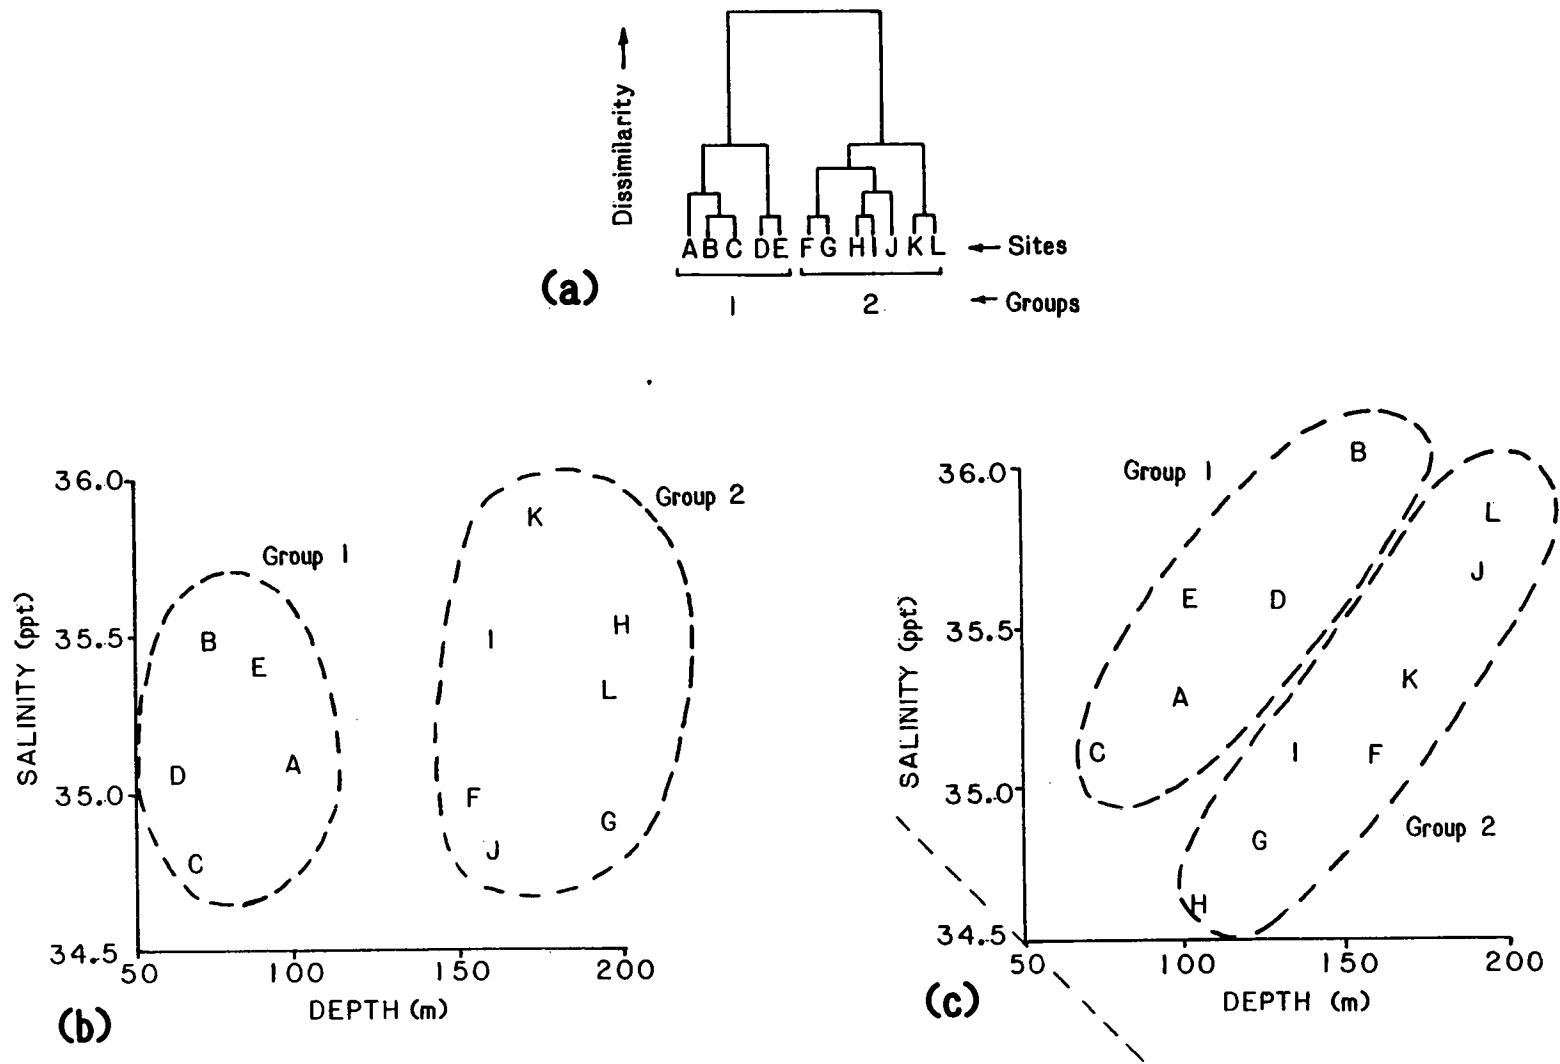 Dissimilarity →
A B C D E F G H I J K L ← Sites
(a)
1 2 ← Groups
36.0
35.5
35.0
34.5
SALINITY (ppt)
Group 1
B
E
D
A
C
Group 2
K
I
H
L
F
G
J
50 100 150 200
DEPTH (m)
(b)
36.0
35.5
35.0
34.5
SALINITY (ppt)
Group 1
B
E
D
A
C
L
J
K
I
F
G
H
Group 2
50 100 150 200
DEPTH (m)
(c)